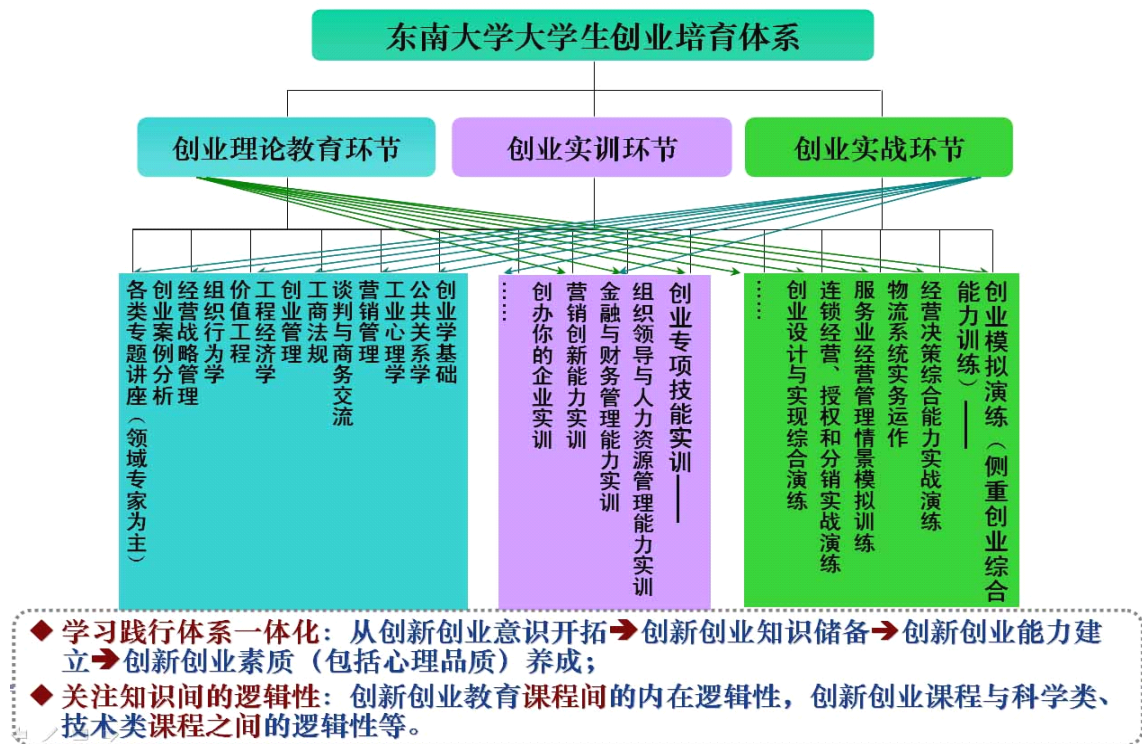 东南大学大学生创业培育体系
创业理论教育环节
创业实训环节
创业实战环节
创业学基础
公共关系学
工业心理学
营销管理
谈判与商务交流
工商法规
创业管理
工程经济学
价值工程
组织行为学
经营战略管理
创业案例分析
各类专题讲座（领域专家为主）
创业专项技能实训——
组织领导与人力资源管理能力实训
金融与财务管理能力实训
营销创新能力实训
创办你的企业实训
……
创业模拟演练（侧重创业综合
能力训练）——
经营决策综合能力实战演练
物流系统实务运作
服务业经营管理情景模拟训练
连锁经营、授权和分销实战演练
创业设计与实现综合演练
……
◆ 学习践行体系一体化：从创新创业意识开拓➔创新创业知识储备➔创新创业能力建
立➔创新创业素质（包括心理品质）养成；
◆ 关注知识间的逻辑性：创新创业教育课程间的内在逻辑性，创新创业课程与科学类、
技术类课程之间的逻辑性等。